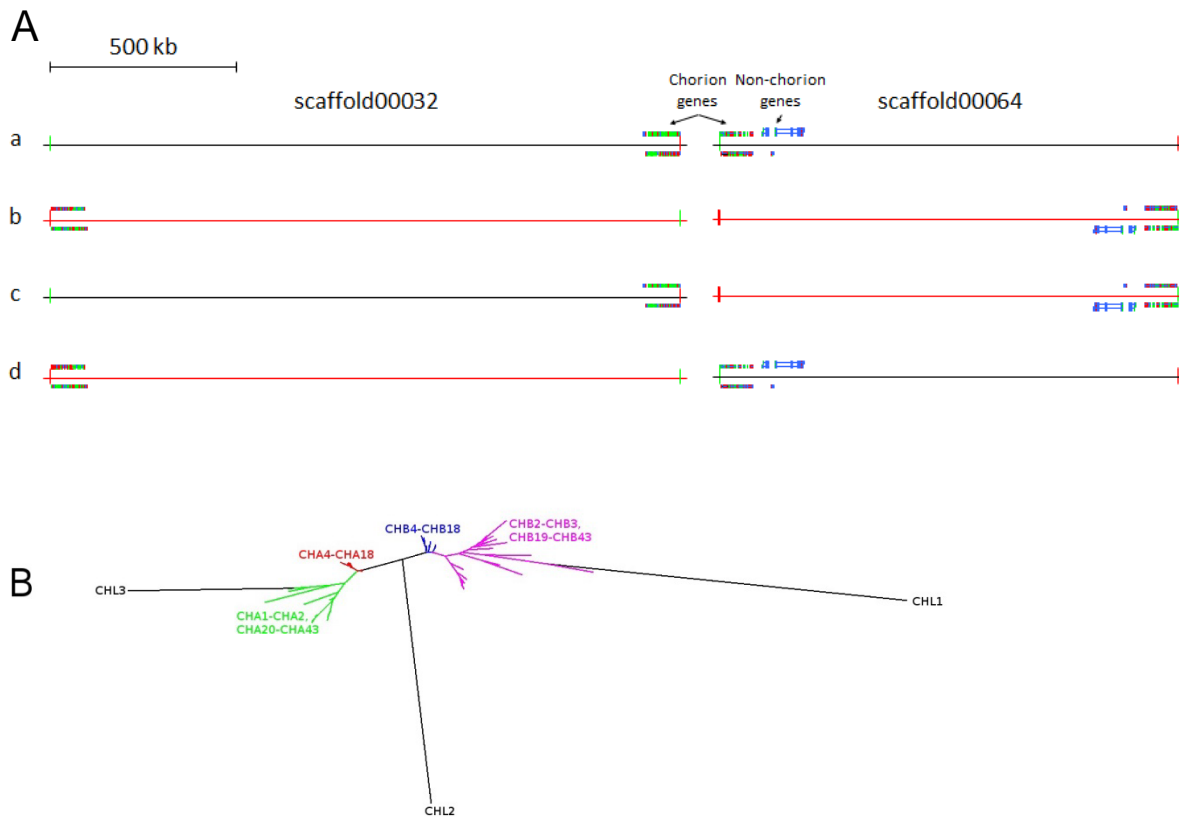 A
500 kb
scaffold00032
Chorion
genes
Non-chorion
genes
scaffold00064
a
b
c
d
B
CHB4-CHB18
CHB2-CHB3,
CHB19-CHB43
CHA4-CHA18
CHL3
CHA1-CHA2,
CHA20-CHA43
CHL1
CHL2